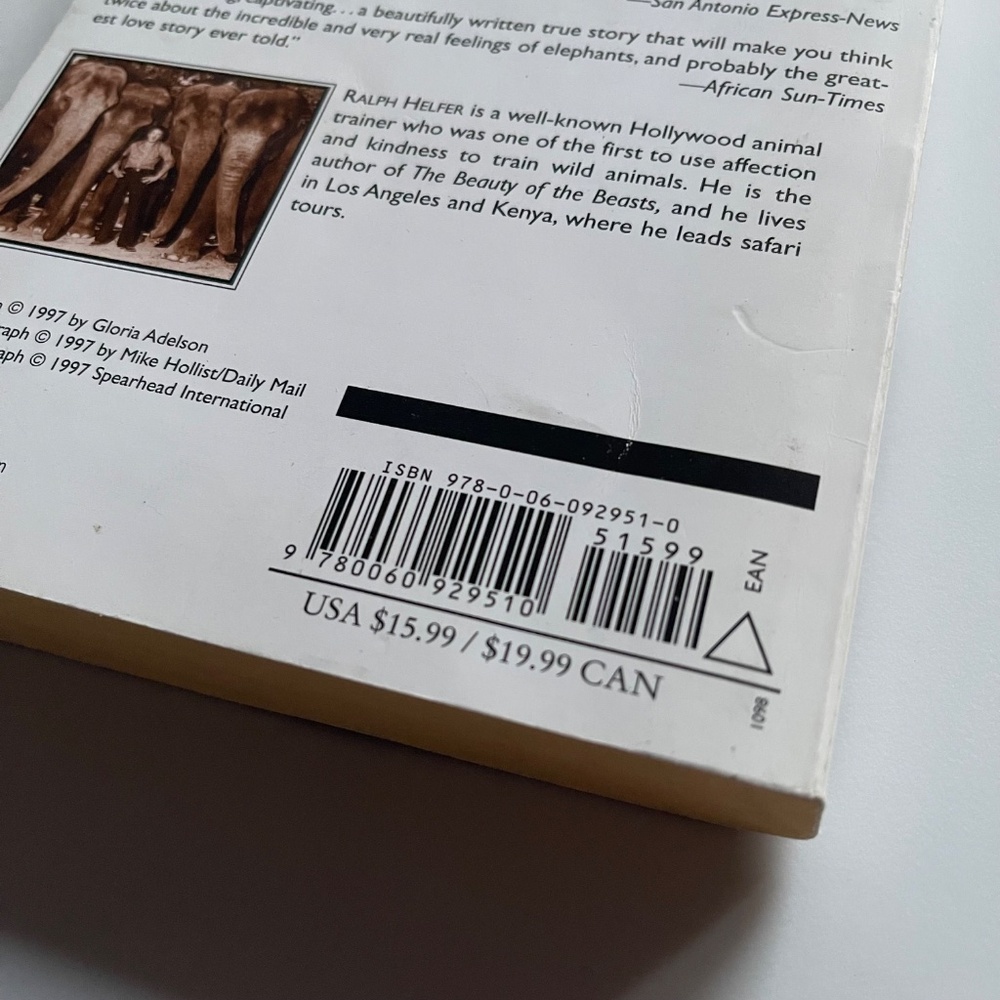 —San Antonio Express-News
captivating. . . a beautifully written true story that will make you think
twice about the incredible and very real feelings of elephants, and probably the great-
est love story ever told."
—African Sun-Times
RALPH HELFER is a well-known Hollywood animal
trainer who was one of the first to use affection
and kindness to train wild animals. He is the
author of The Beauty of the Beasts, and he lives
in Los Angeles and Kenya, where he leads safari
tours.
© 1997 by Gloria Adelson
© 1997 by Mike Hollist/Daily Mail
© 1997 Spearhead International
ISBN 978-0-06-092951-0
51599
9 780060 929510
EAN
USA $15.99 / $19.99 CAN
1098